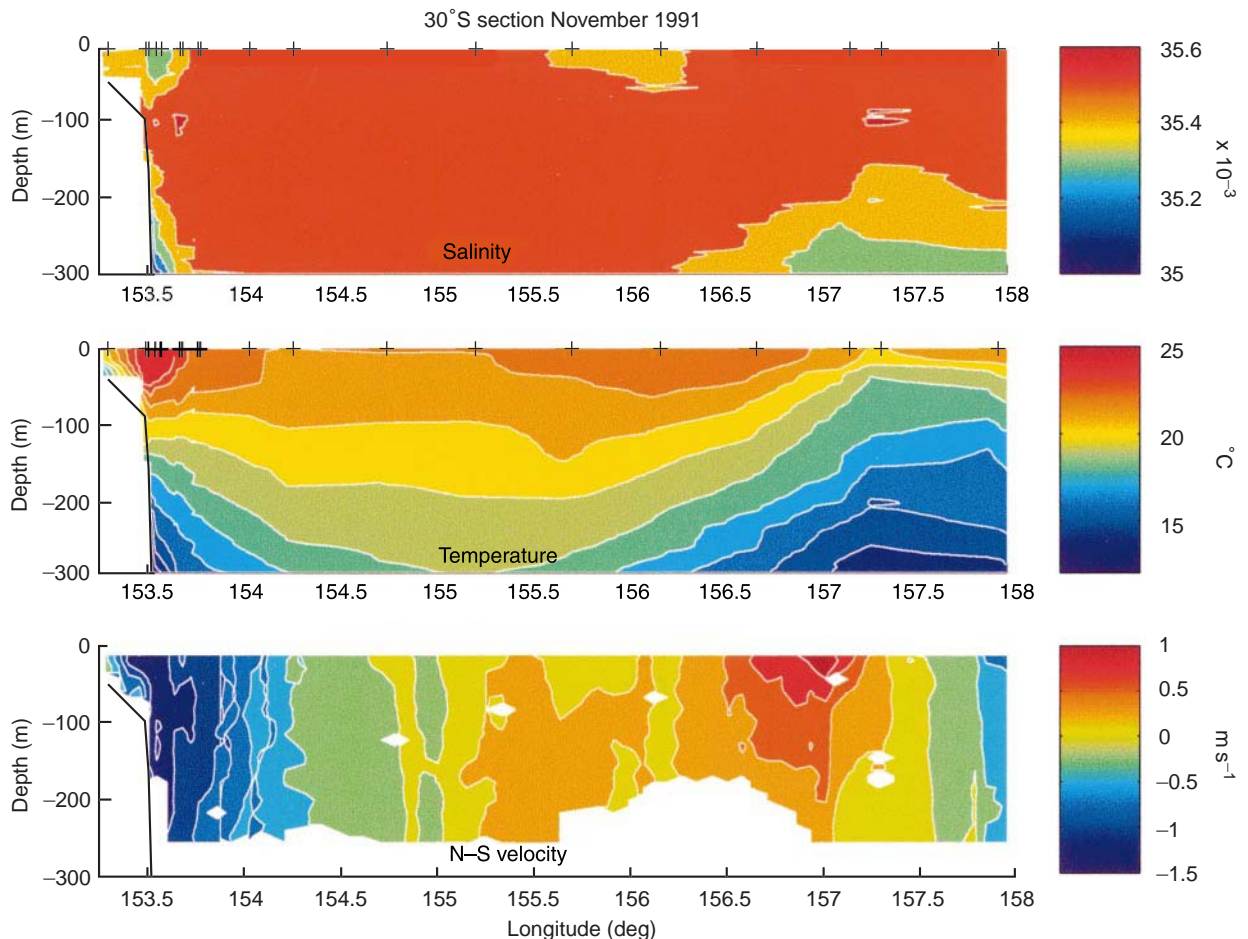 30°S section November 1991
0
−100
−200
−300
Depth (m)
Salinity
153.5 154 154.5 155 155.5 156 156.5 157 157.5 158
35.6
35.4
35.2
35
x 10⁻³
0
−100
−200
−300
Depth (m)
Temperature
153.5 154 154.5 155 155.5 156 156.5 157 157.5 158
25
20
15
°C
0
−100
−200
−300
Depth (m)
N–S velocity
153.5 154 154.5 155 155.5 156 156.5 157 157.5 158
Longitude (deg)
1
0.5
0
−0.5
−1
−1.5
m s⁻¹